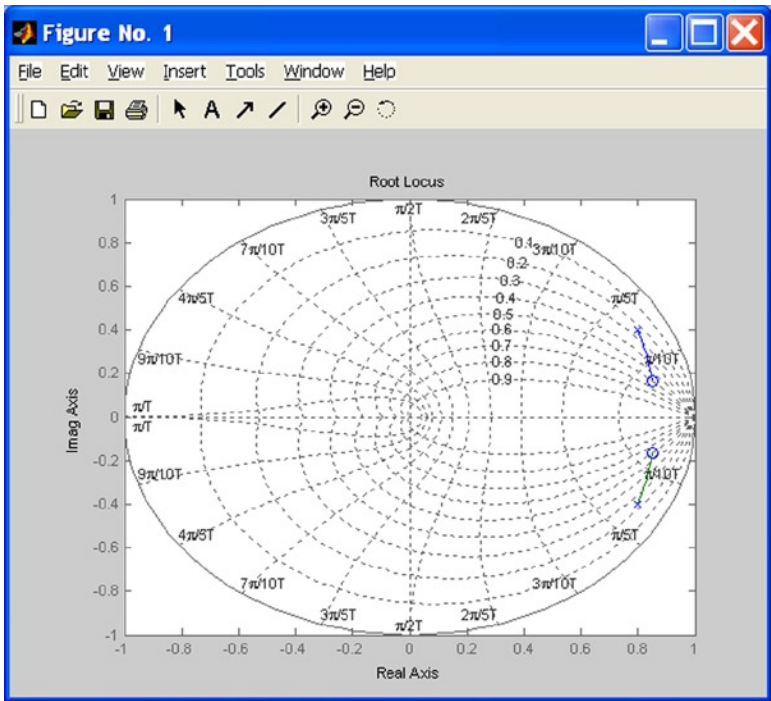 Figure No. 1
File Edit View Insert Tools Window Help
A
Root Locus
1
0.8
0.6
0.4
0.2
0
-0.2
-0.4
-0.6
-0.8
-1
Imag Axis
π/2T
3π/5T
2π/5T
7π/10T
0.1
3π/10T
0.2
0.3
4π/5T
0.4
π/5T
0.5
0.6
0.7
9π/10T
0.8
π/10T
0.9
π/T
π/T
9π/10T
π/10T
4π/5T
π/5T
7π/10T
3π/10T
3π/5T
2π/5T
π/2T
-1 -0.8 -0.6 -0.4 -0.2 0 0.2 0.4 0.6 0.8 1
Real Axis